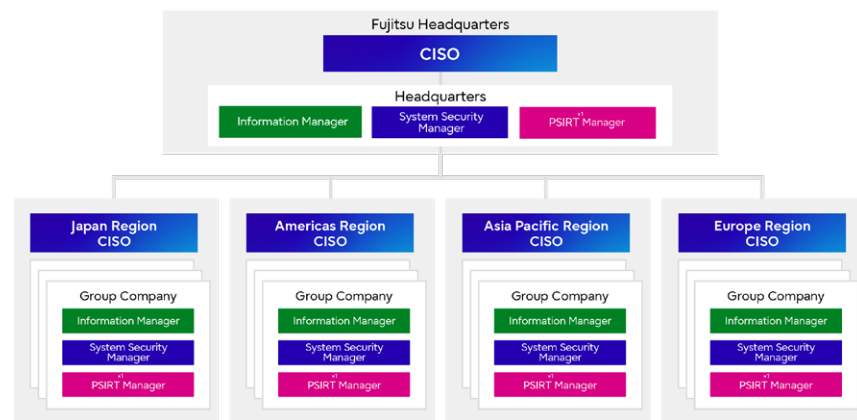 Fujitsu Headquarters
CISO
Headquarters
Information Manager
System Security
Manager
*1
PSIRT Manager
Japan Region
CISO
Group Company
Information Manager
System Security
Manager
*1
PSIRT Manager
Americas Region
CISO
Group Company
Information Manager
System Security
Manager
*1
PSIRT Manager
Asia Pacific Region
CISO
Group Company
Information Manager
System Security
Manager
*1
PSIRT Manager
Europe Region
CISO
Group Company
Information Manager
System Security
Manager
*1
PSIRT Manager